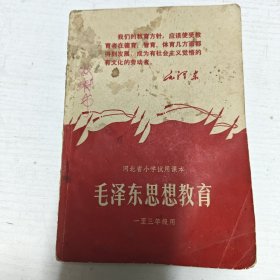 我们的教育方针，应该使受教
育者在德育、智育、体育几方面都
得到发展，成为有社会主义觉悟的
有文化的劳动者。
毛泽东
河北省小学试用课本
毛泽东思想教育
一至三年级用